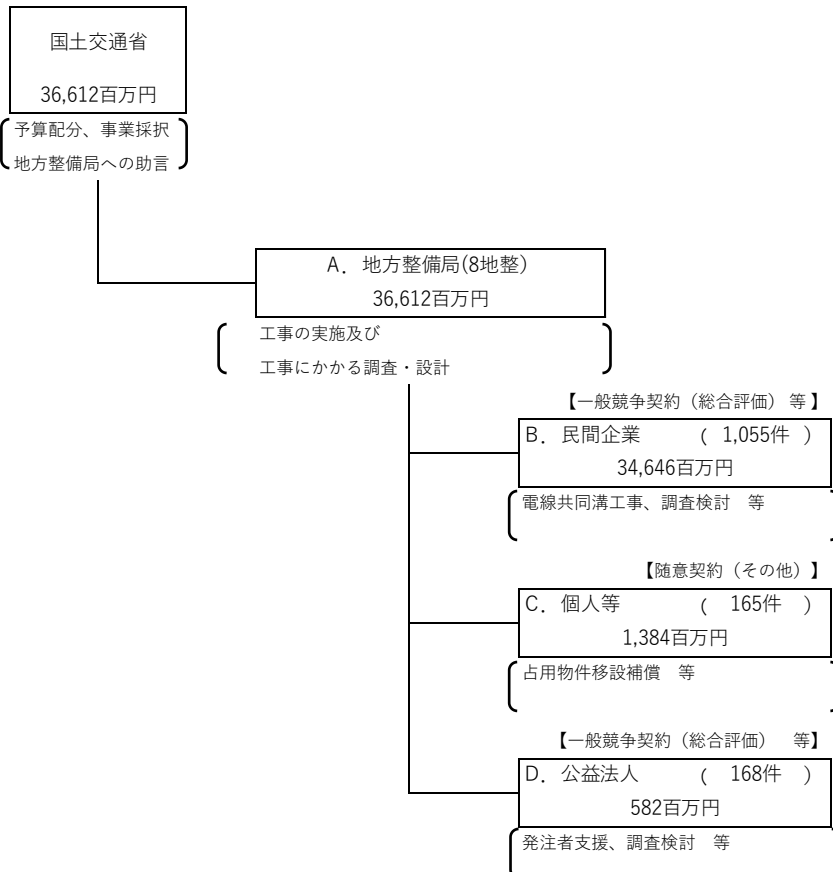 国土交通省
36,612百万円
予算配分、事業採択
地方整備局への助言
A．地方整備局(8地整)
36,612百万円
工事の実施及び
工事にかかる調査・設計
【一般競争契約（総合評価） 等 】
B．民間企業 ( 1,055件 )
34,646百万円
電線共同溝工事、調査検討　等
【随意契約（その他）】
C．個人等 ( 165件 )
1,384百万円
占用物件移設補償　等
【一般競争契約（総合評価）　等】
D．公益法人 ( 168件 )
582百万円
発注者支援、調査検討　等